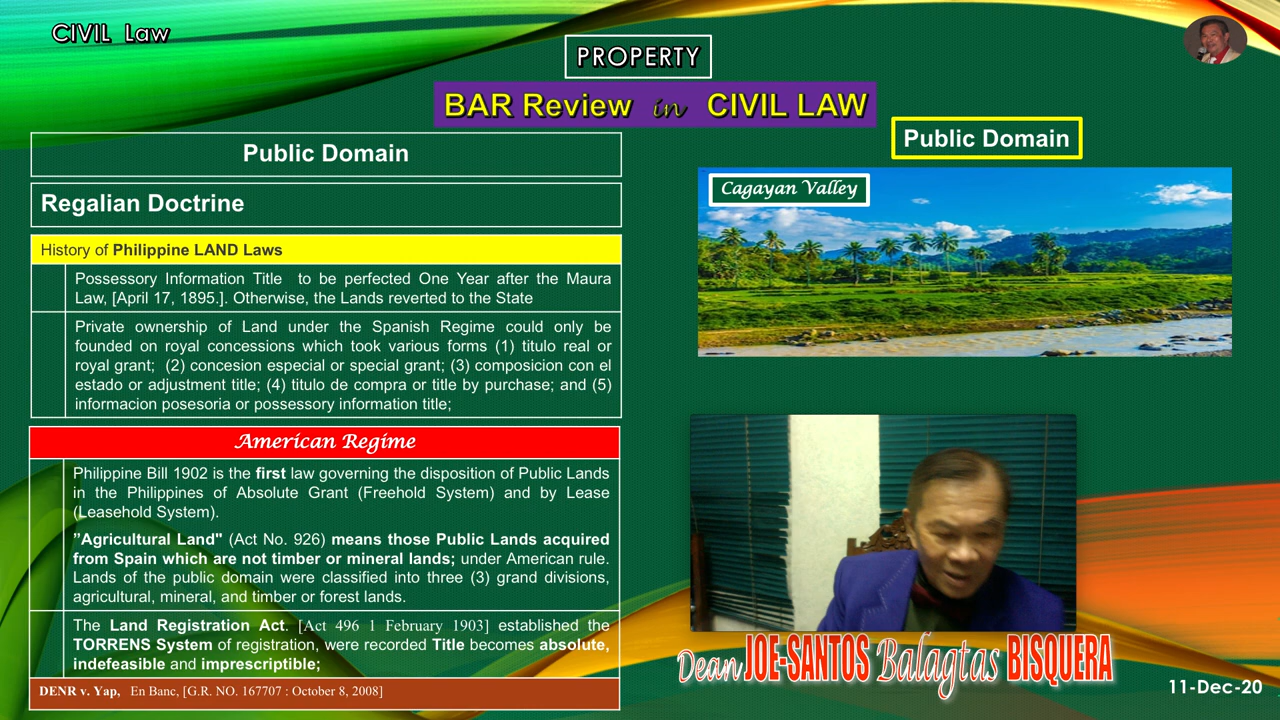 CIVIL Law
PROPERTY
BAR Review in CIVIL LAW
Public Domain
Regalian Doctrine
History of Philippine LAND Laws
Possessory Information Title to be perfected One Year after the Maura
Law, [April 17, 1895.]. Otherwise, the Lands reverted to the State
Private ownership of Land under the Spanish Regime could only be
founded on royal concessions which took various forms (1) titulo real or
royal grant; (2) concesion especial or special grant; (3) composicion con el
estado or adjustment title; (4) titulo de compra or title by purchase; and (5)
informacion posesoria or possessory information title;
American Regime
Philippine Bill 1902 is the first law governing the disposition of Public Lands
in the Philippines of Absolute Grant (Freehold System) and by Lease
(Leasehold System).
”Agricultural Land" (Act No. 926) means those Public Lands acquired
from Spain which are not timber or mineral lands; under American rule.
Lands of the public domain were classified into three (3) grand divisions,
agricultural, mineral, and timber or forest lands.
The Land Registration Act. [Act 496 1 February 1903] established the
TORRENS System of registration, were recorded Title becomes absolute,
indefeasible and imprescriptible;
DENR v. Yap, En Banc, [G.R. NO. 167707 : October 8, 2008]
Public Domain
Cagayan Valley
Dean JOE-SANTOS Balagtas BISQUERA
11-Dec-20